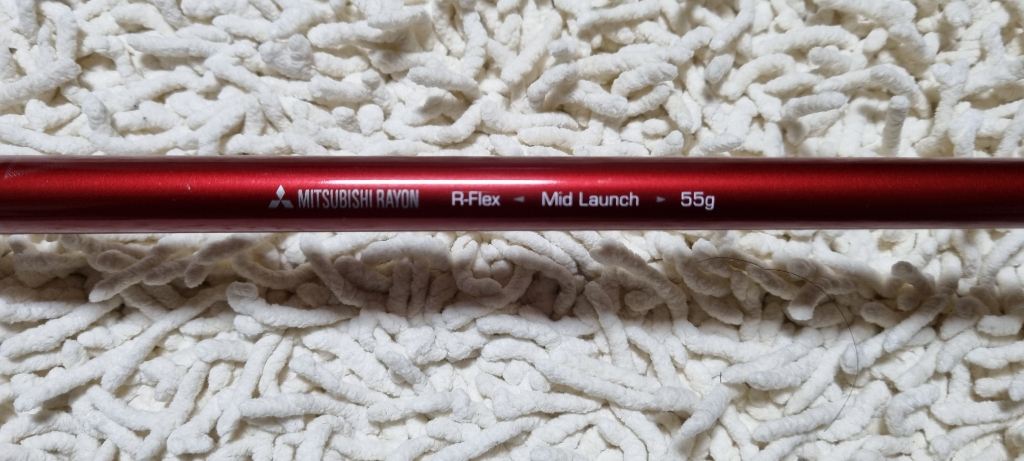 MITSUBISHI RAYON R-Flex Mid Launch 55g